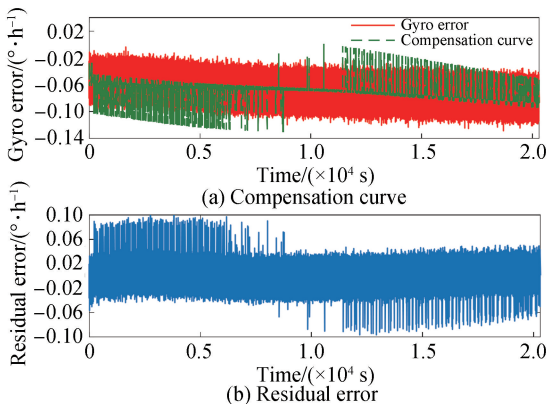 Gyro error/(°·h⁻¹)
0.02
−0.02
−0.06
−0.10
−0.14
Gyro error
Compensation curve
0 0.5 1.0 1.5 2.0
Time/(×10⁴ s)
(a) Compensation curve
Residual error/(°·h⁻¹)
0.10
0.06
0.02
−0.02
−0.06
−0.10
0 0.5 1.0 1.5 2.0
Time/(×10⁴ s)
(b) Residual error